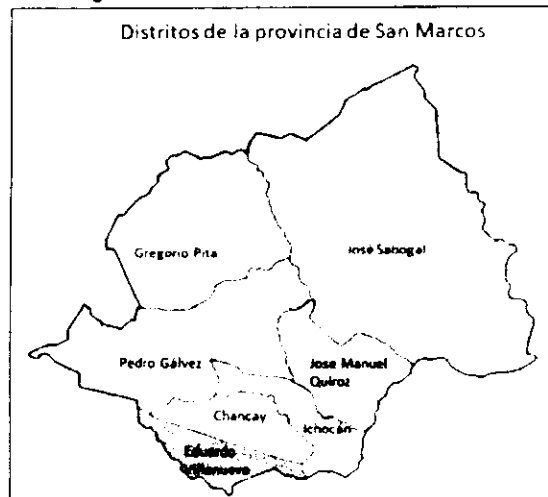 Distritos de la provincia de San Marcos
Gregorio Pita
José Sabogal
Pedro Gálvez
Jose Manuel
Quiroz
Chancay
Ichocán
Eduardo
Villanueva